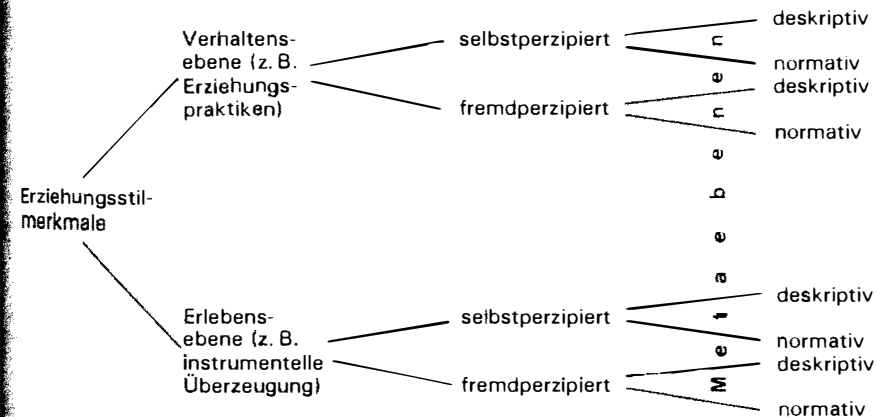 Erziehungsstil-
merkmale
Verhaltens-
ebene (z. B.
Erziehungs-
praktiken)
selbstperzipiert
deskriptiv
normativ
fremdperzipiert
deskriptiv
normativ
Erlebens-
ebene (z. B.
instrumentelle
Überzeugung)
selbstperzipiert
deskriptiv
normativ
fremdperzipiert
deskriptiv
normativ
Metaebenen